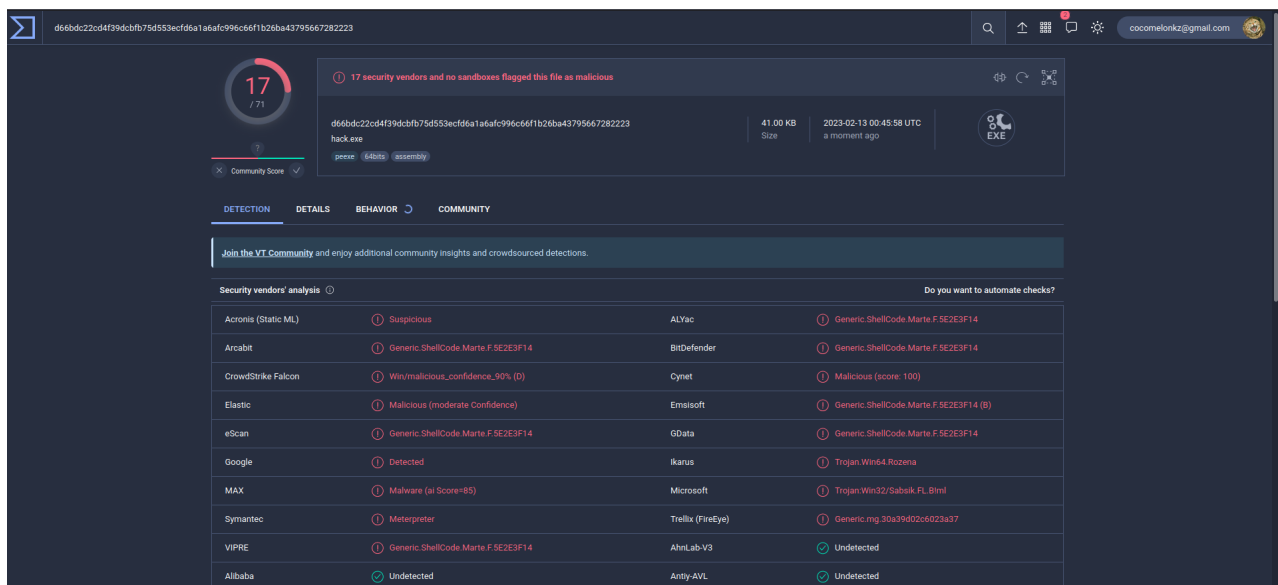 d66bdc22cd4f39dcbfb75d553ecfd6a1a6afc996c66f1b26ba43795667282223
2
cocomelonkz@gmail.com
17
/ 71
?
Community Score
17 security vendors and no sandboxes flagged this file as malicious
d66bdc22cd4f39dcbfb75d553ecfd6a1a6afc996c66f1b26ba43795667282223
hack.exe
peexe 64bits assembly
41.00 KB
Size
2023-02-13 00:45:58 UTC
a moment ago
EXE
DETECTION DETAILS BEHAVIOR COMMUNITY
Join the VT Community and enjoy additional community insights and crowdsourced detections.
Security vendors' analysis Do you want to automate checks?
Acronis (Static ML) Suspicious ALYac Generic.ShellCode.Marte.F.5E2E3F14
Arcabit Generic.ShellCode.Marte.F.5E2E3F14 BitDefender Generic.ShellCode.Marte.F.5E2E3F14
CrowdStrike Falcon Win/malicious_confidence_90% (D) Cynet Malicious (score: 100)
Elastic Malicious (moderate Confidence) Emsisoft Generic.ShellCode.Marte.F.5E2E3F14 (B)
eScan Generic.ShellCode.Marte.F.5E2E3F14 GData Generic.ShellCode.Marte.F.5E2E3F14
Google Detected Ikarus Trojan.Win64.Rozena
MAX Malware (ai Score=85) Microsoft Trojan:Win32/Sabsik.FL.B!ml
Symantec Meterpreter Trellix (FireEye) Generic.mg.30a39d02c6023a37
VIPRE Generic.ShellCode.Marte.F.5E2E3F14 AhnLab-V3 Undetected
Alibaba Undetected Antiy-AVL Undetected